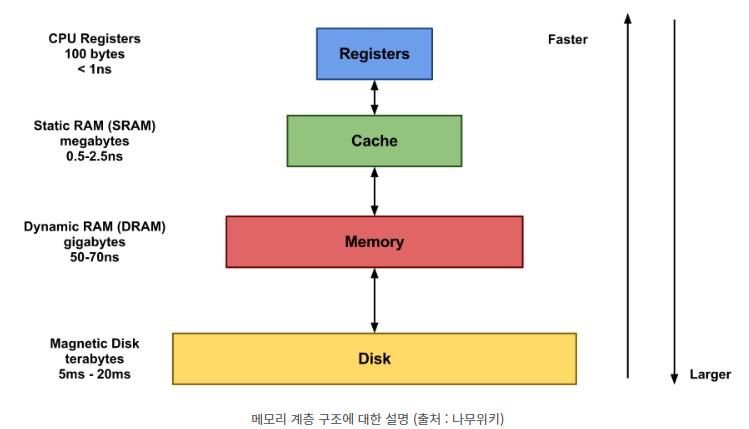 CPU Registers
100 bytes
< 1ns
Registers
Faster
Static RAM (SRAM)
megabytes
0.5-2.5ns
Cache
Dynamic RAM (DRAM)
gigabytes
50-70ns
Memory
Magnetic Disk
terabytes
5ms - 20ms
Disk
Larger
메모리 계층 구조에 대한 설명 (출처 : 나무위키)